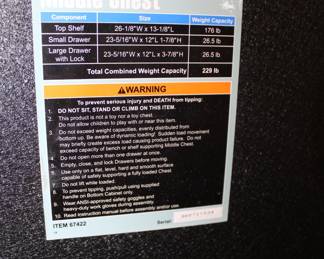 Middle Chest
Component Size Weight Capacity
Top Shelf 26-1/8"W x 13-1/8"L 176 lb
Small Drawer 23-5/16"W x 12"L 1-7/8"H 26.5 lb
Large Drawer with Lock 23-5/16"W x 12"L x 3-7/8"H 26.5 lb
Total Combined Weight Capacity 229 lb
WARNING
To prevent serious injury and DEATH from tipping:
1. DO NOT SIT, STAND OR CLIMB ON THIS ITEM.
2. This product is not a toy nor a toy chest.
Do not allow children to play with or near this item.
3. Do not exceed weight capacities, evenly distributed from
bottom up. Be aware of dynamic loading! Sudden load movement
may briefly create excess load causing product failure. Do not
exceed capacity of bench or shelf supporting Middle Chest.
4. Do not open more than one drawer at once.
5. Empty, close, and lock Drawers before moving.
6. Use only on a flat, level, hard and smooth surface
capable of safely supporting a fully loaded Chest.
7. Do not lift while loaded.
8. To prevent tipping, push/pull using supplied
handle on Bottom Cabinet only.
9. Wear ANSI-approved safety goggles and
heavy-duty work gloves during assembly.
10. Read instruction manual before assembly and/or use.
ITEM 67422 Serial: